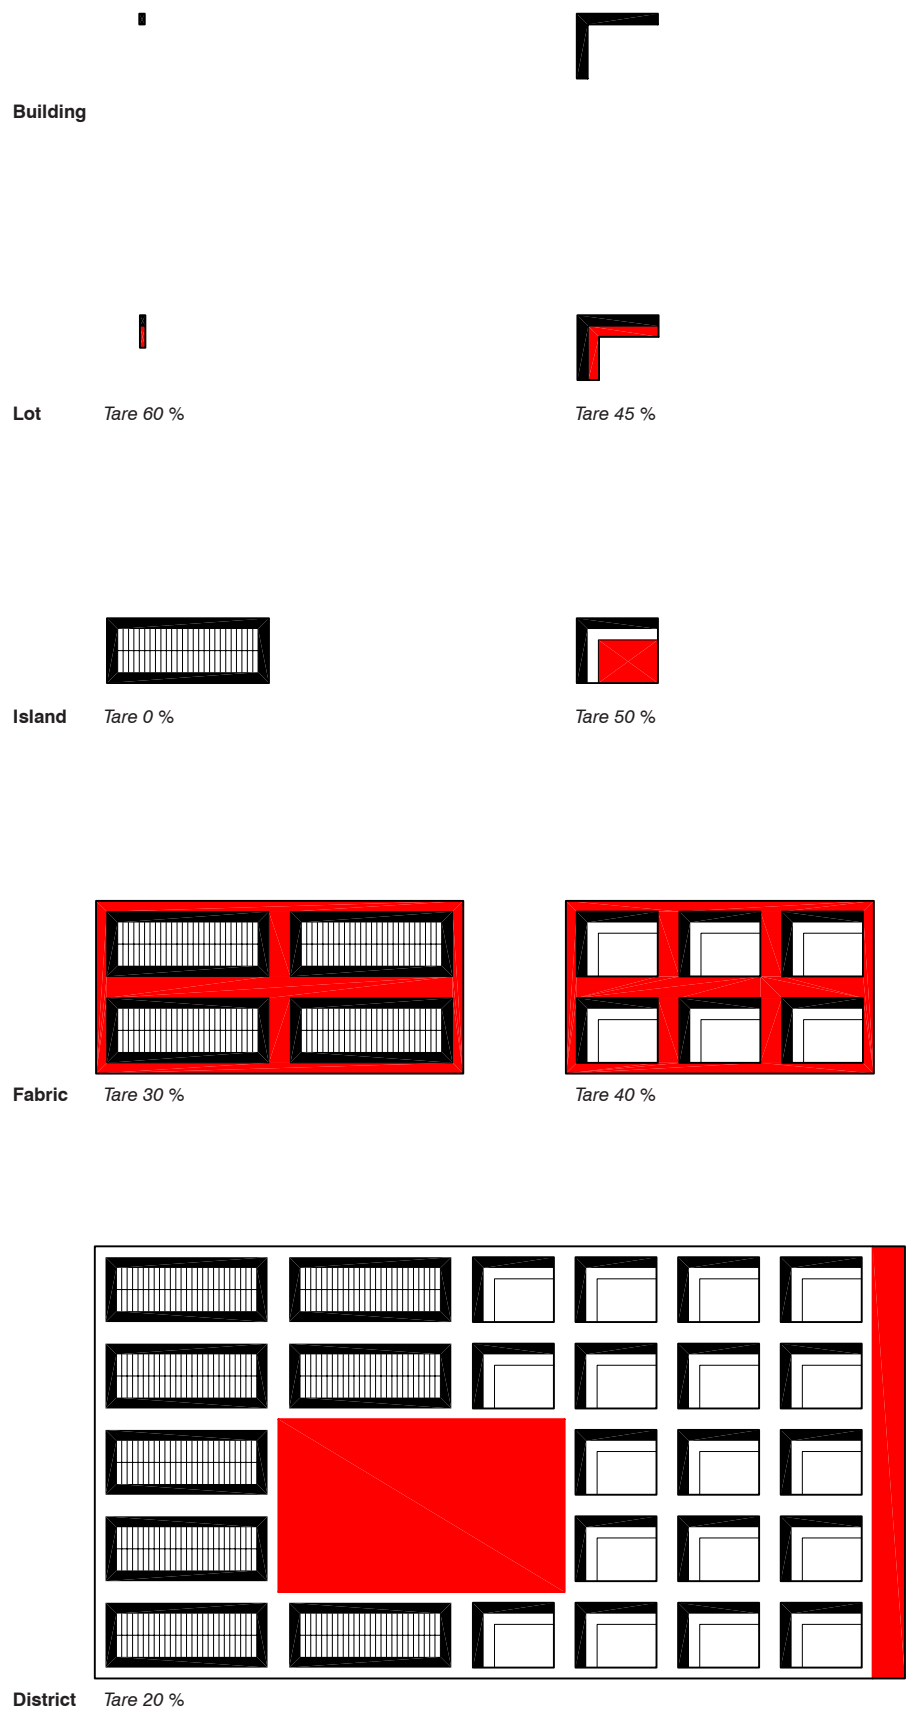 Building
Lot Tare 60 % Tare 45 %
Island Tare 0 % Tare 50 %
Fabric Tare 30 % Tare 40 %
District Tare 20 %